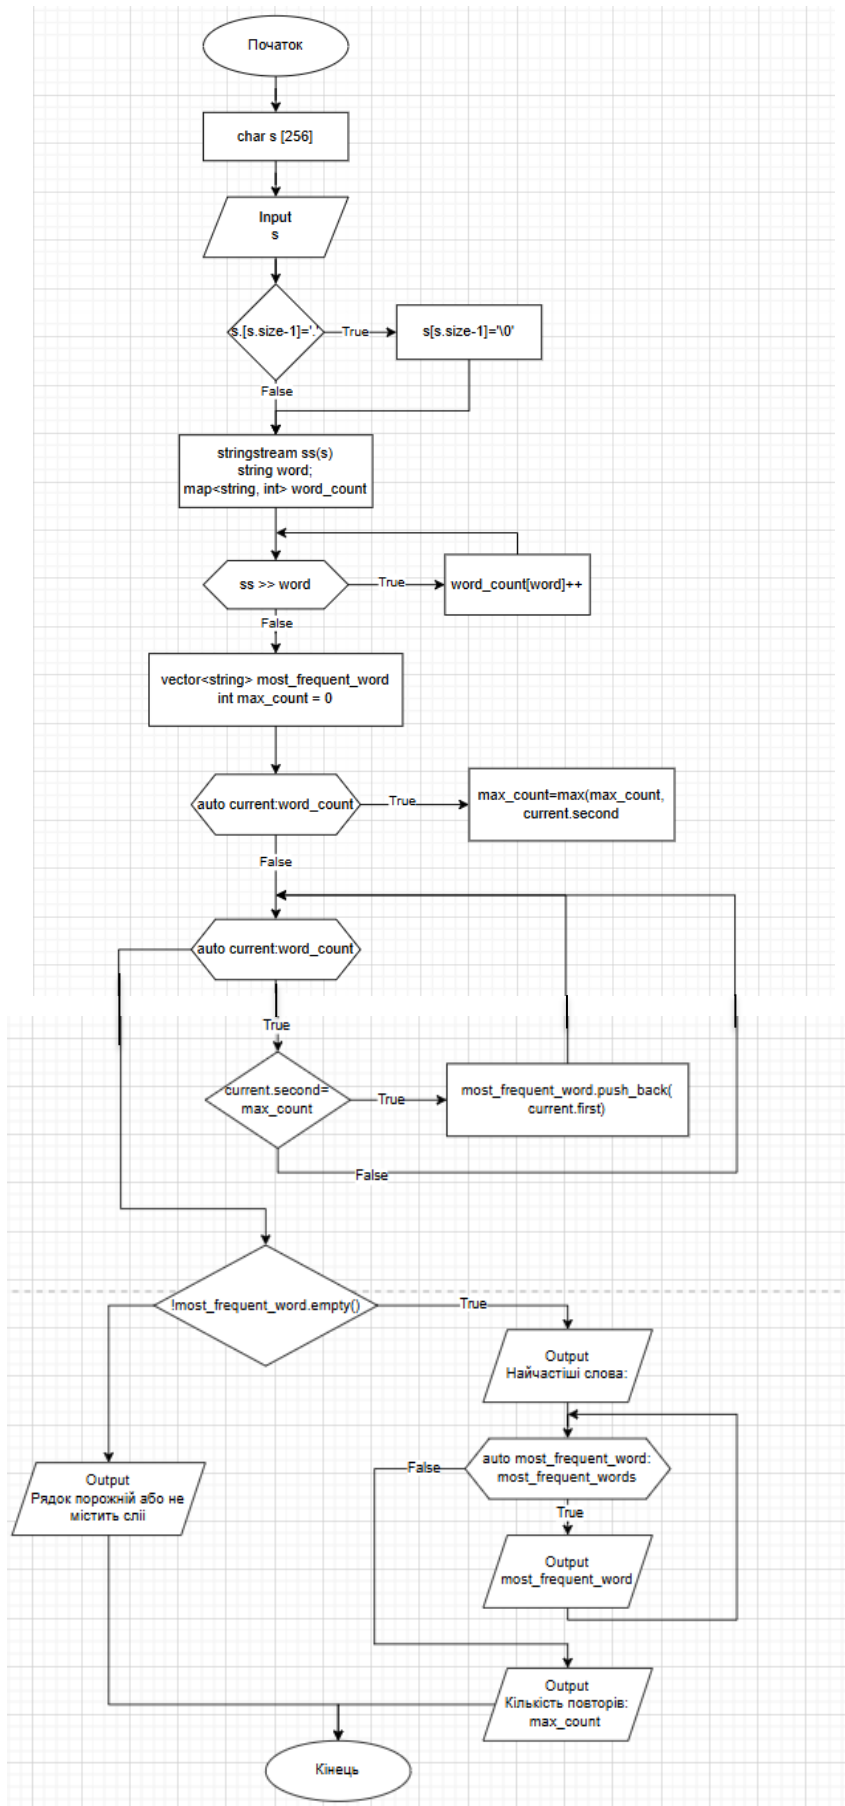 Початок
char s [256]
Input
s
s.[s.size-1]='.'
True
s[s.size-1]='\0'
False
stringstream ss(s)
string word;
map<string, int> word_count
ss >> word
True
word_count[word]++
False
vector<string> most_frequent_word
int max_count = 0
auto current:word_count
True
max_count=max(max_count,
current.second
False
auto current:word_count
True
current.second=
max_count
True
most_frequent_word.push_back(
current.first)
False
!most_frequent_word.empty()
True
Output
Найчастіші слова:
auto most_frequent_word:
most_frequent_words
False
True
Output
Рядок порожній або не
містить сліі
Output
most_frequent_word
Output
Кількість повторів:
max_count
Кінець